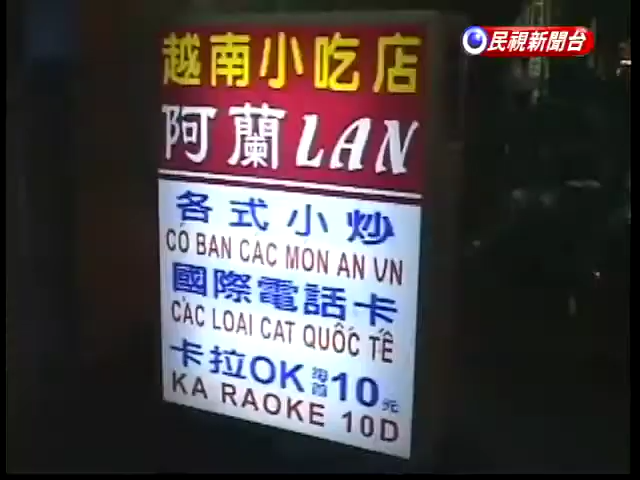 民視新聞台
越南小吃店
阿蘭LAN
各式小炒
CÓ BAN CAC MON AN VN
國際電話卡
CÁC LOAI CAT QUỐC TẾ
卡拉OK每首10元
KA RAOKE 10D